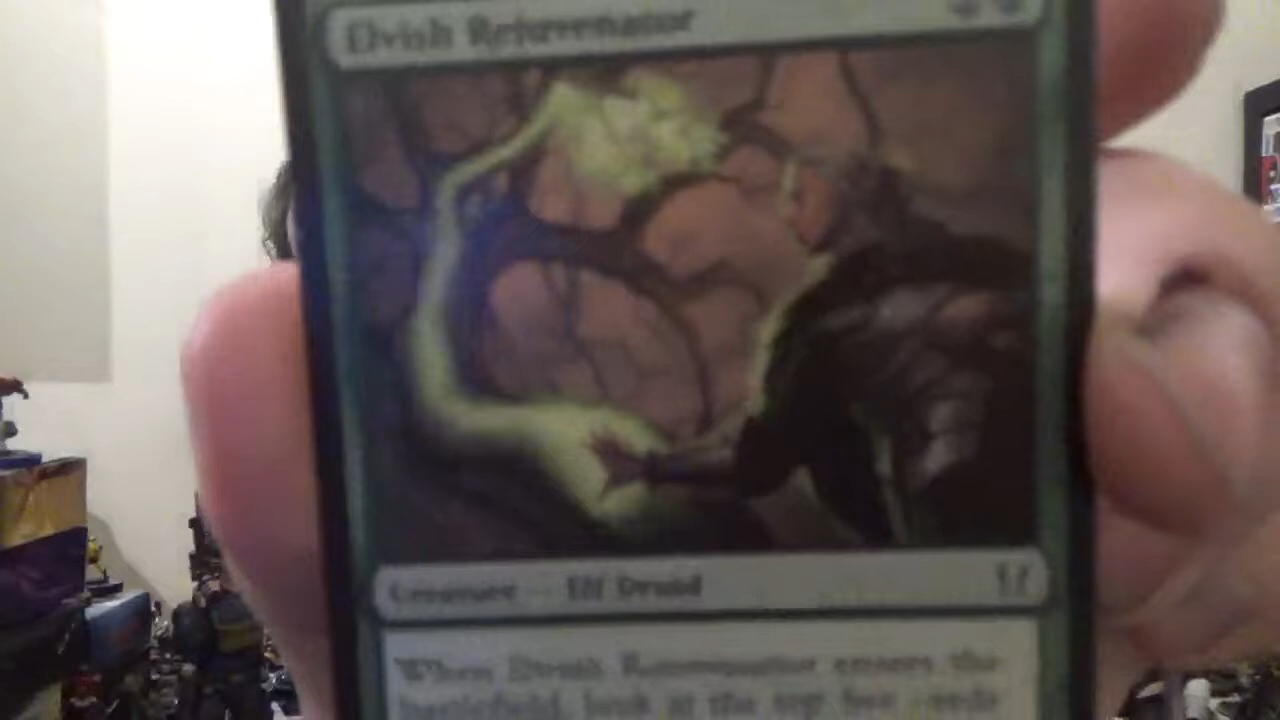 Elvish Rejuvenator
Creature — Elf Druid
When Elvish Rejuvenator enters the
battlefield, look at the top five cards